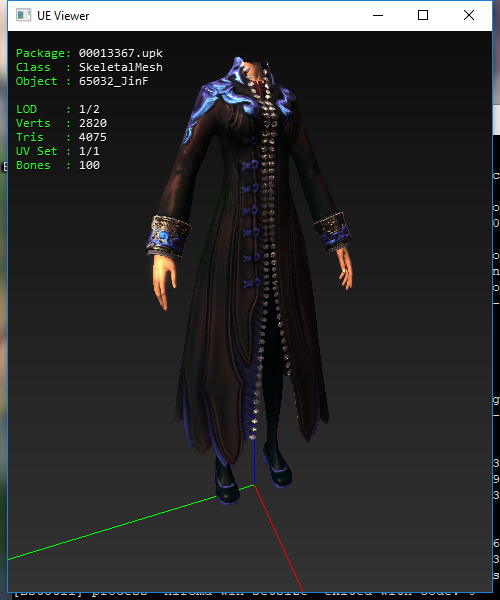 UE Viewer
Package: 00013367.upk
Class  : SkeletalMesh
Object : 65032_JinF
LOD    : 1/2
Verts  : 2820
Tris   : 4075
UV Set : 1/1
Bones  : 100